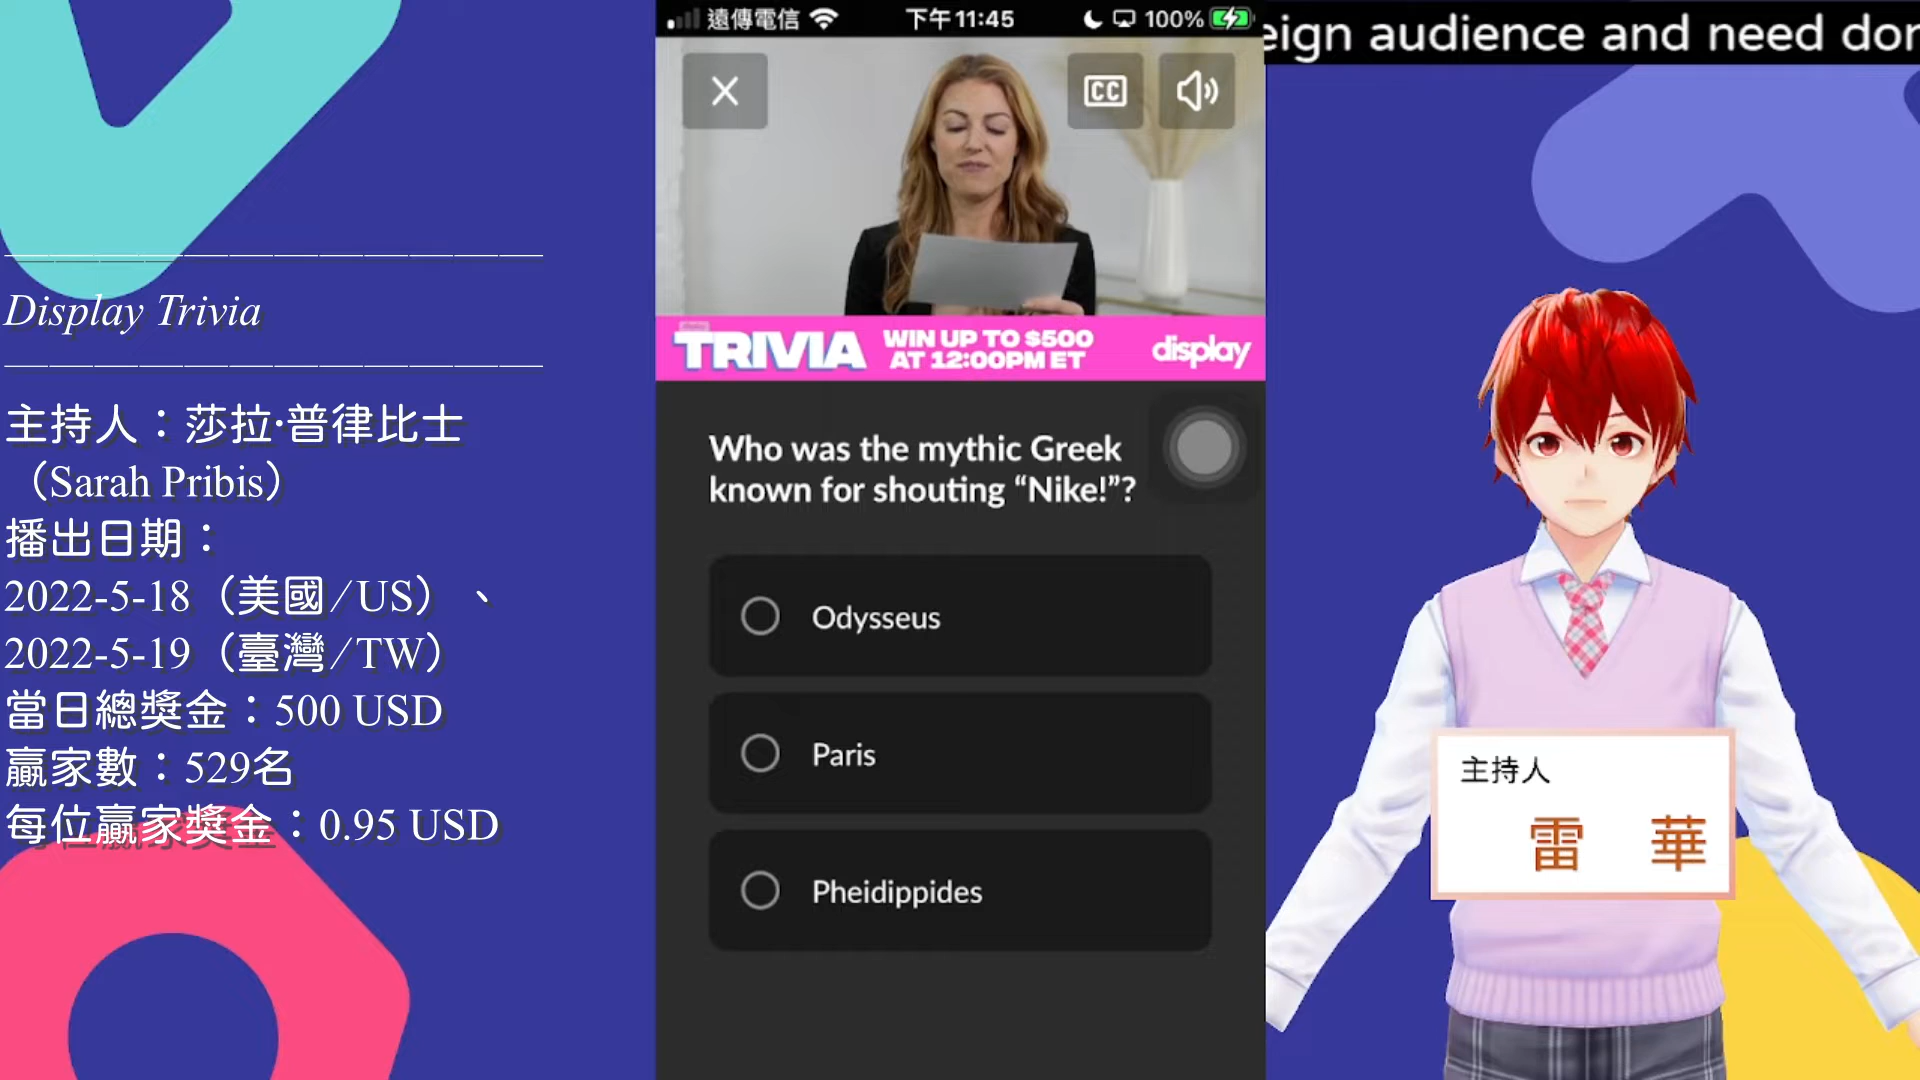 Display Trivia
主持人：莎拉·普律比士
（Sarah Pribis）
播出日期：
2022-5-18（美國/US）、
2022-5-19（臺灣/TW）
當日總獎金：500 USD
贏家數：529名
每位贏家獎金：0.95 USD
遠傳電信 下午11:45 100%
CC
TRIVIA
WIN UP TO $500
AT 12:00PM ET
display
Who was the mythic Greek
known for shouting “Nike!”?
Odysseus
Paris
Pheidippides
eign audience and need dor
主持人
雷 華